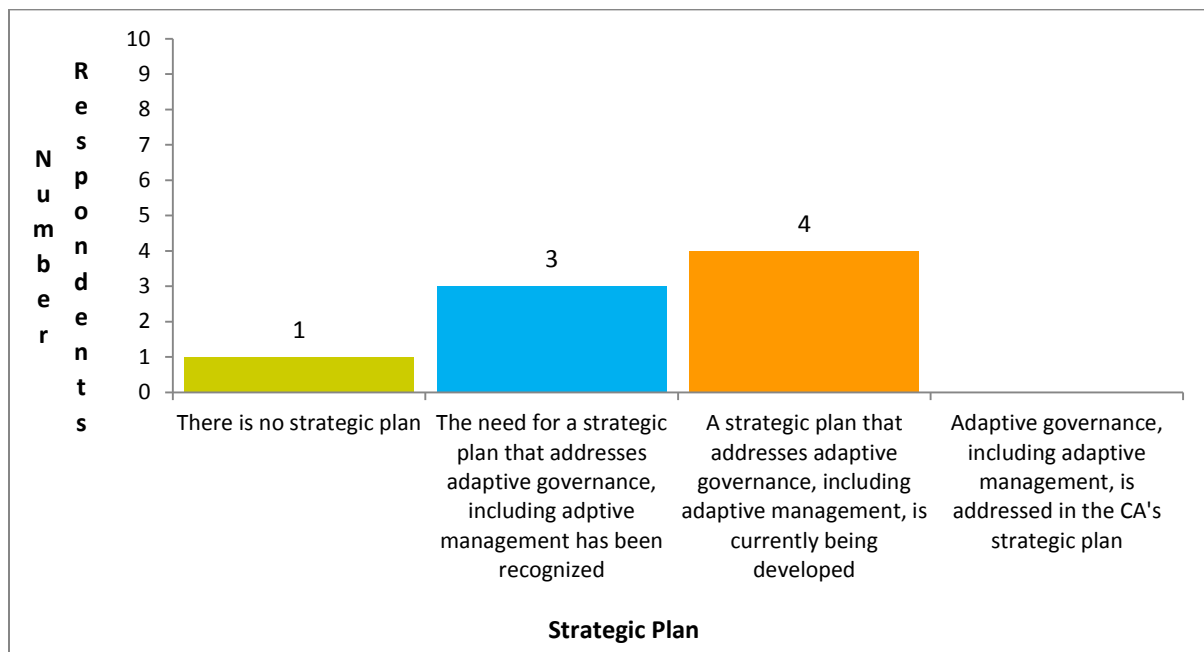 Number
Respondents
10
9
8
7
6
5
4
3
2
1
0
1
3
4
There is no strategic plan
The need for a strategic
plan that addresses
adaptive governance,
including adptive
management has been
recognized
A strategic plan that
addresses adaptive
governance, including
adaptive management, is
currently being
developed
Adaptive governance,
including adaptive
management, is
addressed in the CA's
strategic plan
Strategic Plan